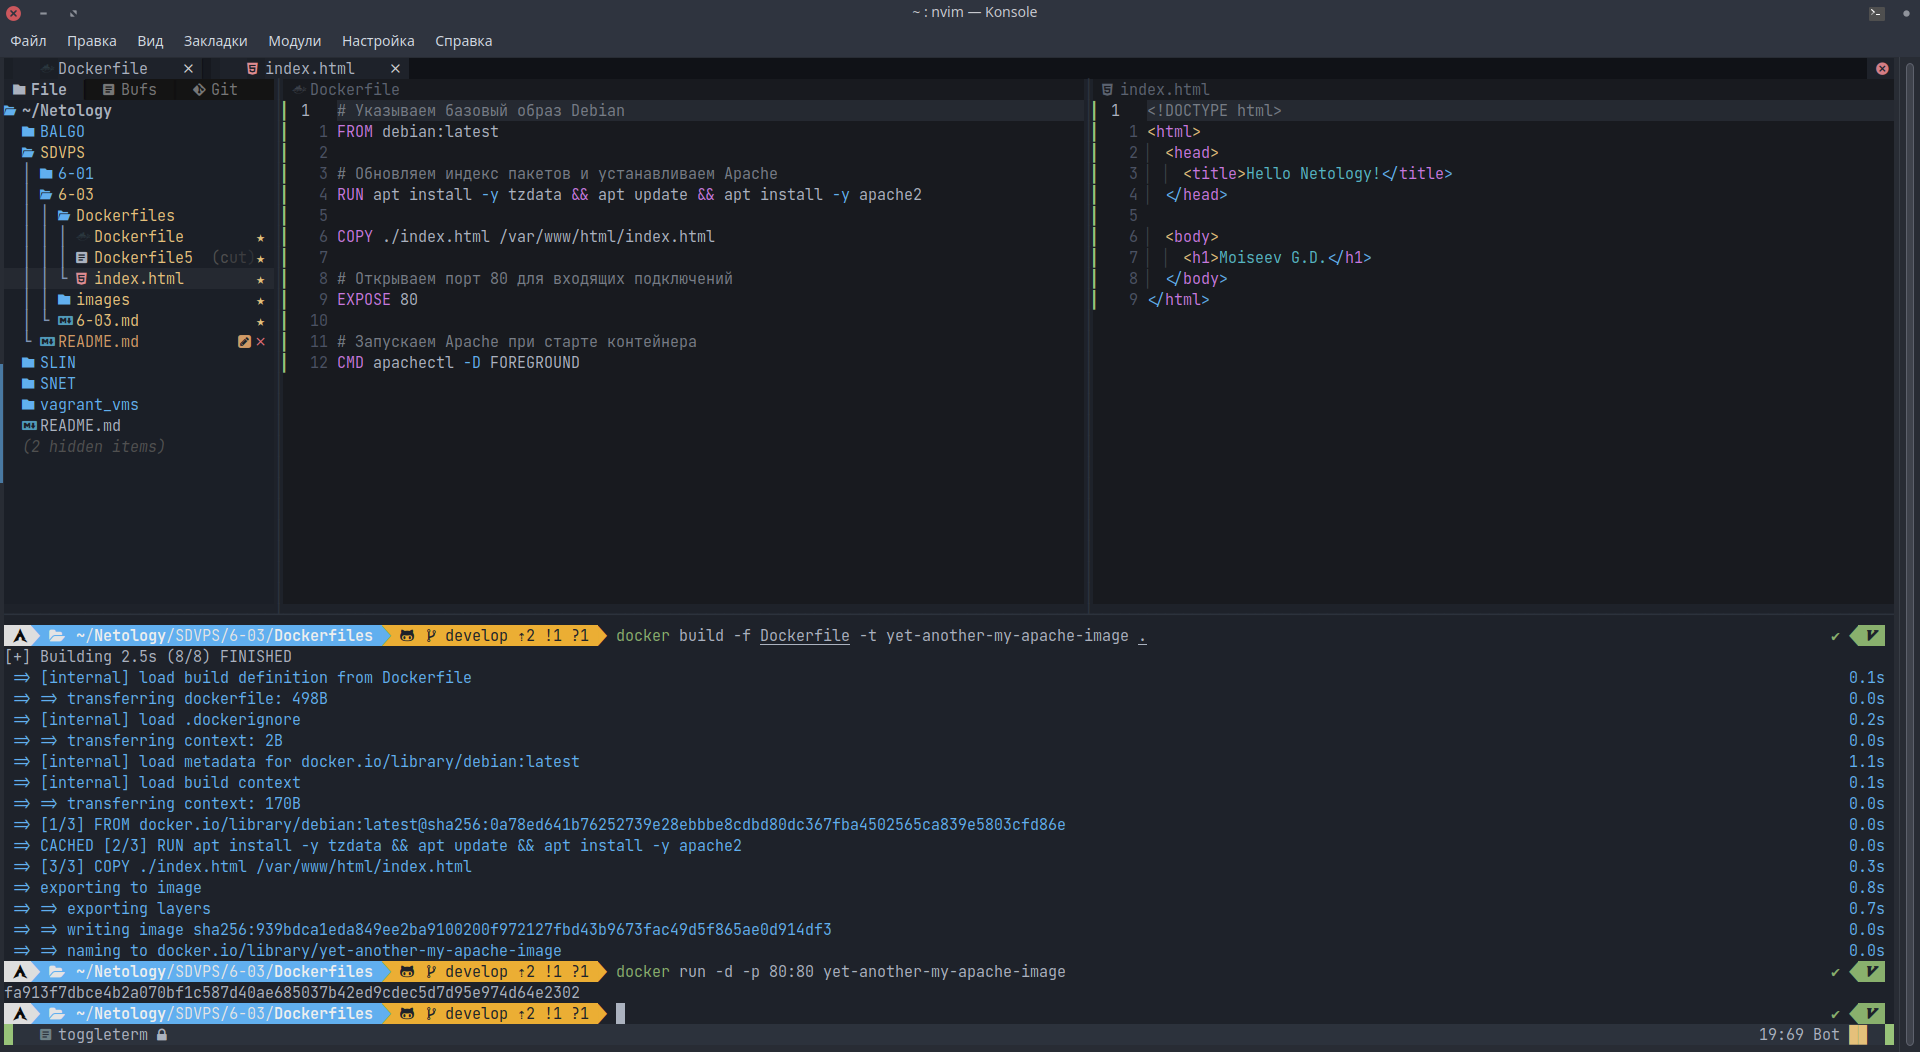 ~ : nvim — Konsole
Файл Правка Вид Закладки Модули Настройка Справка
Dockerfile × index.html ×
File Bufs Git
~/Netology
BALGO
SDVPS
6-01
6-03
Dockerfiles
Dockerfile ★
Dockerfile5 (cut) ★
index.html ★
images ★
6-03.md ★
README.md ×
SLIN
SNET
vagrant_vms
README.md
(2 hidden items)
Dockerfile
1 # Указываем базовый образ Debian
1 FROM debian:latest
2
3 # Обновляем индекс пакетов и устанавливаем Apache
4 RUN apt install -y tzdata && apt update && apt install -y apache2
5
6 COPY ./index.html /var/www/html/index.html
7
8 # Открываем порт 80 для входящих подключений
9 EXPOSE 80
10
11 # Запускаем Apache при старте контейнера
12 CMD apachectl -D FOREGROUND
index.html
1 <!DOCTYPE html>
1 <html>
2 <head>
3 <title>Hello Netology!</title>
4 </head>
5
6 <body>
7 <h1>Moiseev G.D.</h1>
8 </body>
9 </html>
~/Netology/SDVPS/6-03/Dockerfiles develop ↑2 !1 ?1 docker build -f Dockerfile -t yet-another-my-apache-image . ✔ V
[+] Building 2.5s (8/8) FINISHED
=> [internal] load build definition from Dockerfile 0.1s
=> => transferring dockerfile: 498B 0.0s
=> [internal] load .dockerignore 0.2s
=> => transferring context: 2B 0.0s
=> [internal] load metadata for docker.io/library/debian:latest 1.1s
=> [internal] load build context 0.1s
=> => transferring context: 170B 0.0s
=> [1/3] FROM docker.io/library/debian:latest@sha256:0a78ed641b76252739e28ebbbe8cdbd80dc367fba4502565ca839e5803cfd86e 0.0s
=> CACHED [2/3] RUN apt install -y tzdata && apt update && apt install -y apache2 0.0s
=> [3/3] COPY ./index.html /var/www/html/index.html 0.3s
=> exporting to image 0.8s
=> => exporting layers 0.7s
=> => writing image sha256:939bdca1eda849ee2ba9100200f972127fbd43b9673fac49d5f865ae0d914df3 0.0s
=> => naming to docker.io/library/yet-another-my-apache-image 0.0s
~/Netology/SDVPS/6-03/Dockerfiles develop ↑2 !1 ?1 docker run -d -p 80:80 yet-another-my-apache-image ✔ V
fa913f7dbce4b2a070bf1c587d40ae685037b42ed9cdec5d7d95e974d64e2302
~/Netology/SDVPS/6-03/Dockerfiles develop ↑2 !1 ?1 ✔ V
toggleterm 19:69 Bot